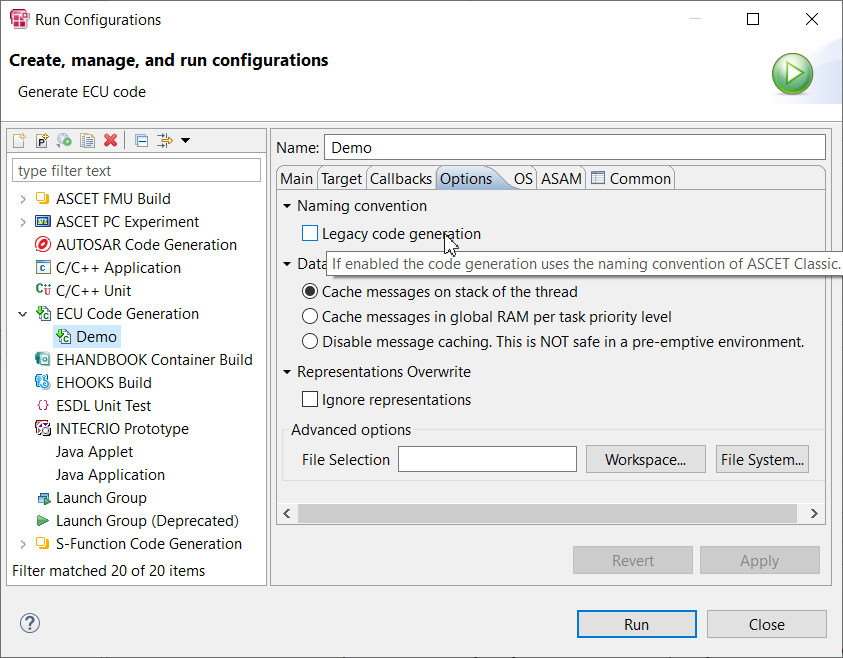 Run Configurations
Create, manage, and run configurations
Generate ECU code
type filter text
ASCET FMU Build
ASCET PC Experiment
AUTOSAR Code Generation
C/C++ Application
C/C++ Unit
ECU Code Generation
Demo
EHANDBOOK Container Build
EHOOKS Build
ESDL Unit Test
INTECRIO Prototype
Java Applet
Java Application
Launch Group
Launch Group (Deprecated)
S-Function Code Generation
Filter matched 20 of 20 items
Name: Demo
Main Target Callbacks Options OS ASAM Common
Naming convention
Legacy code generation
Data
If enabled the code generation uses the naming convention of ASCET Classic.
Cache messages on stack of the thread
Cache messages in global RAM per task priority level
Disable message caching. This is NOT safe in a pre-emptive environment.
Representations Overwrite
Ignore representations
Advanced options
File Selection Workspace... File System...
Revert Apply
Run Close